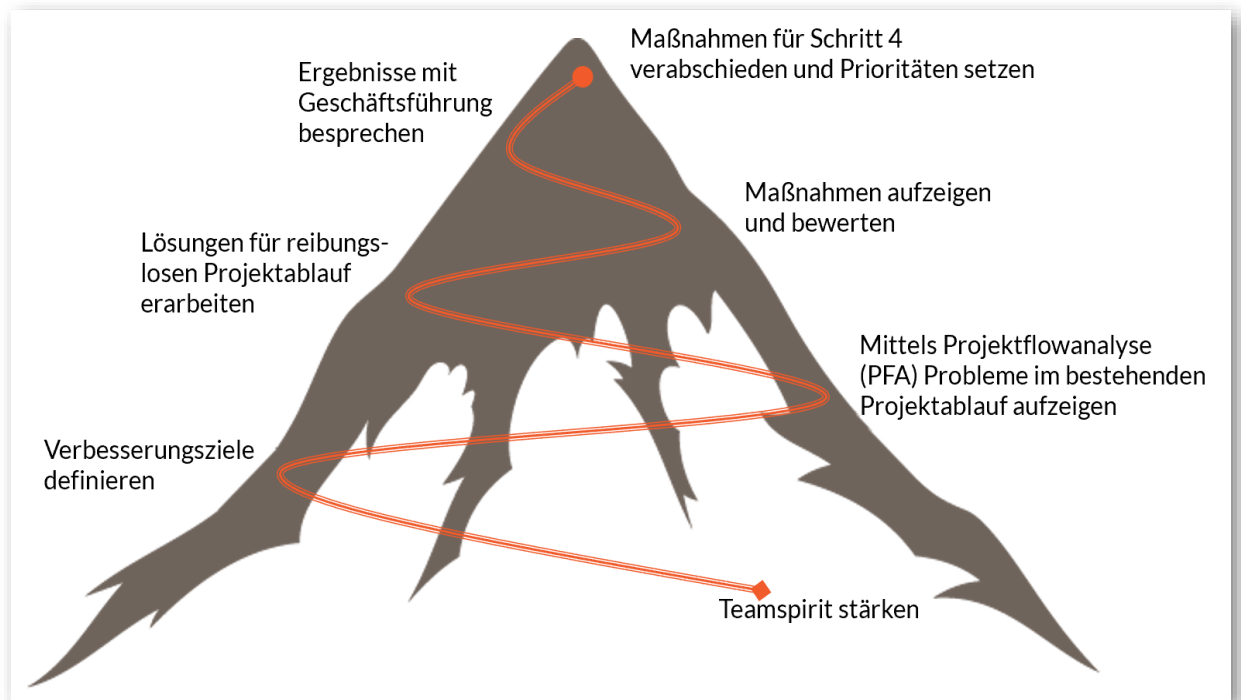 Maßnahmen für Schritt 4
verabschieden und Prioritäten setzen
Ergebnisse mit
Geschäftsführung
besprechen
Maßnahmen aufzeigen
und bewerten
Lösungen für reibungs-
losen Projektablauf
erarbeiten
Mittels Projektflowanalyse
(PFA) Probleme im bestehenden
Projektablauf aufzeigen
Verbesserungsziele
definieren
Teamspirit stärken